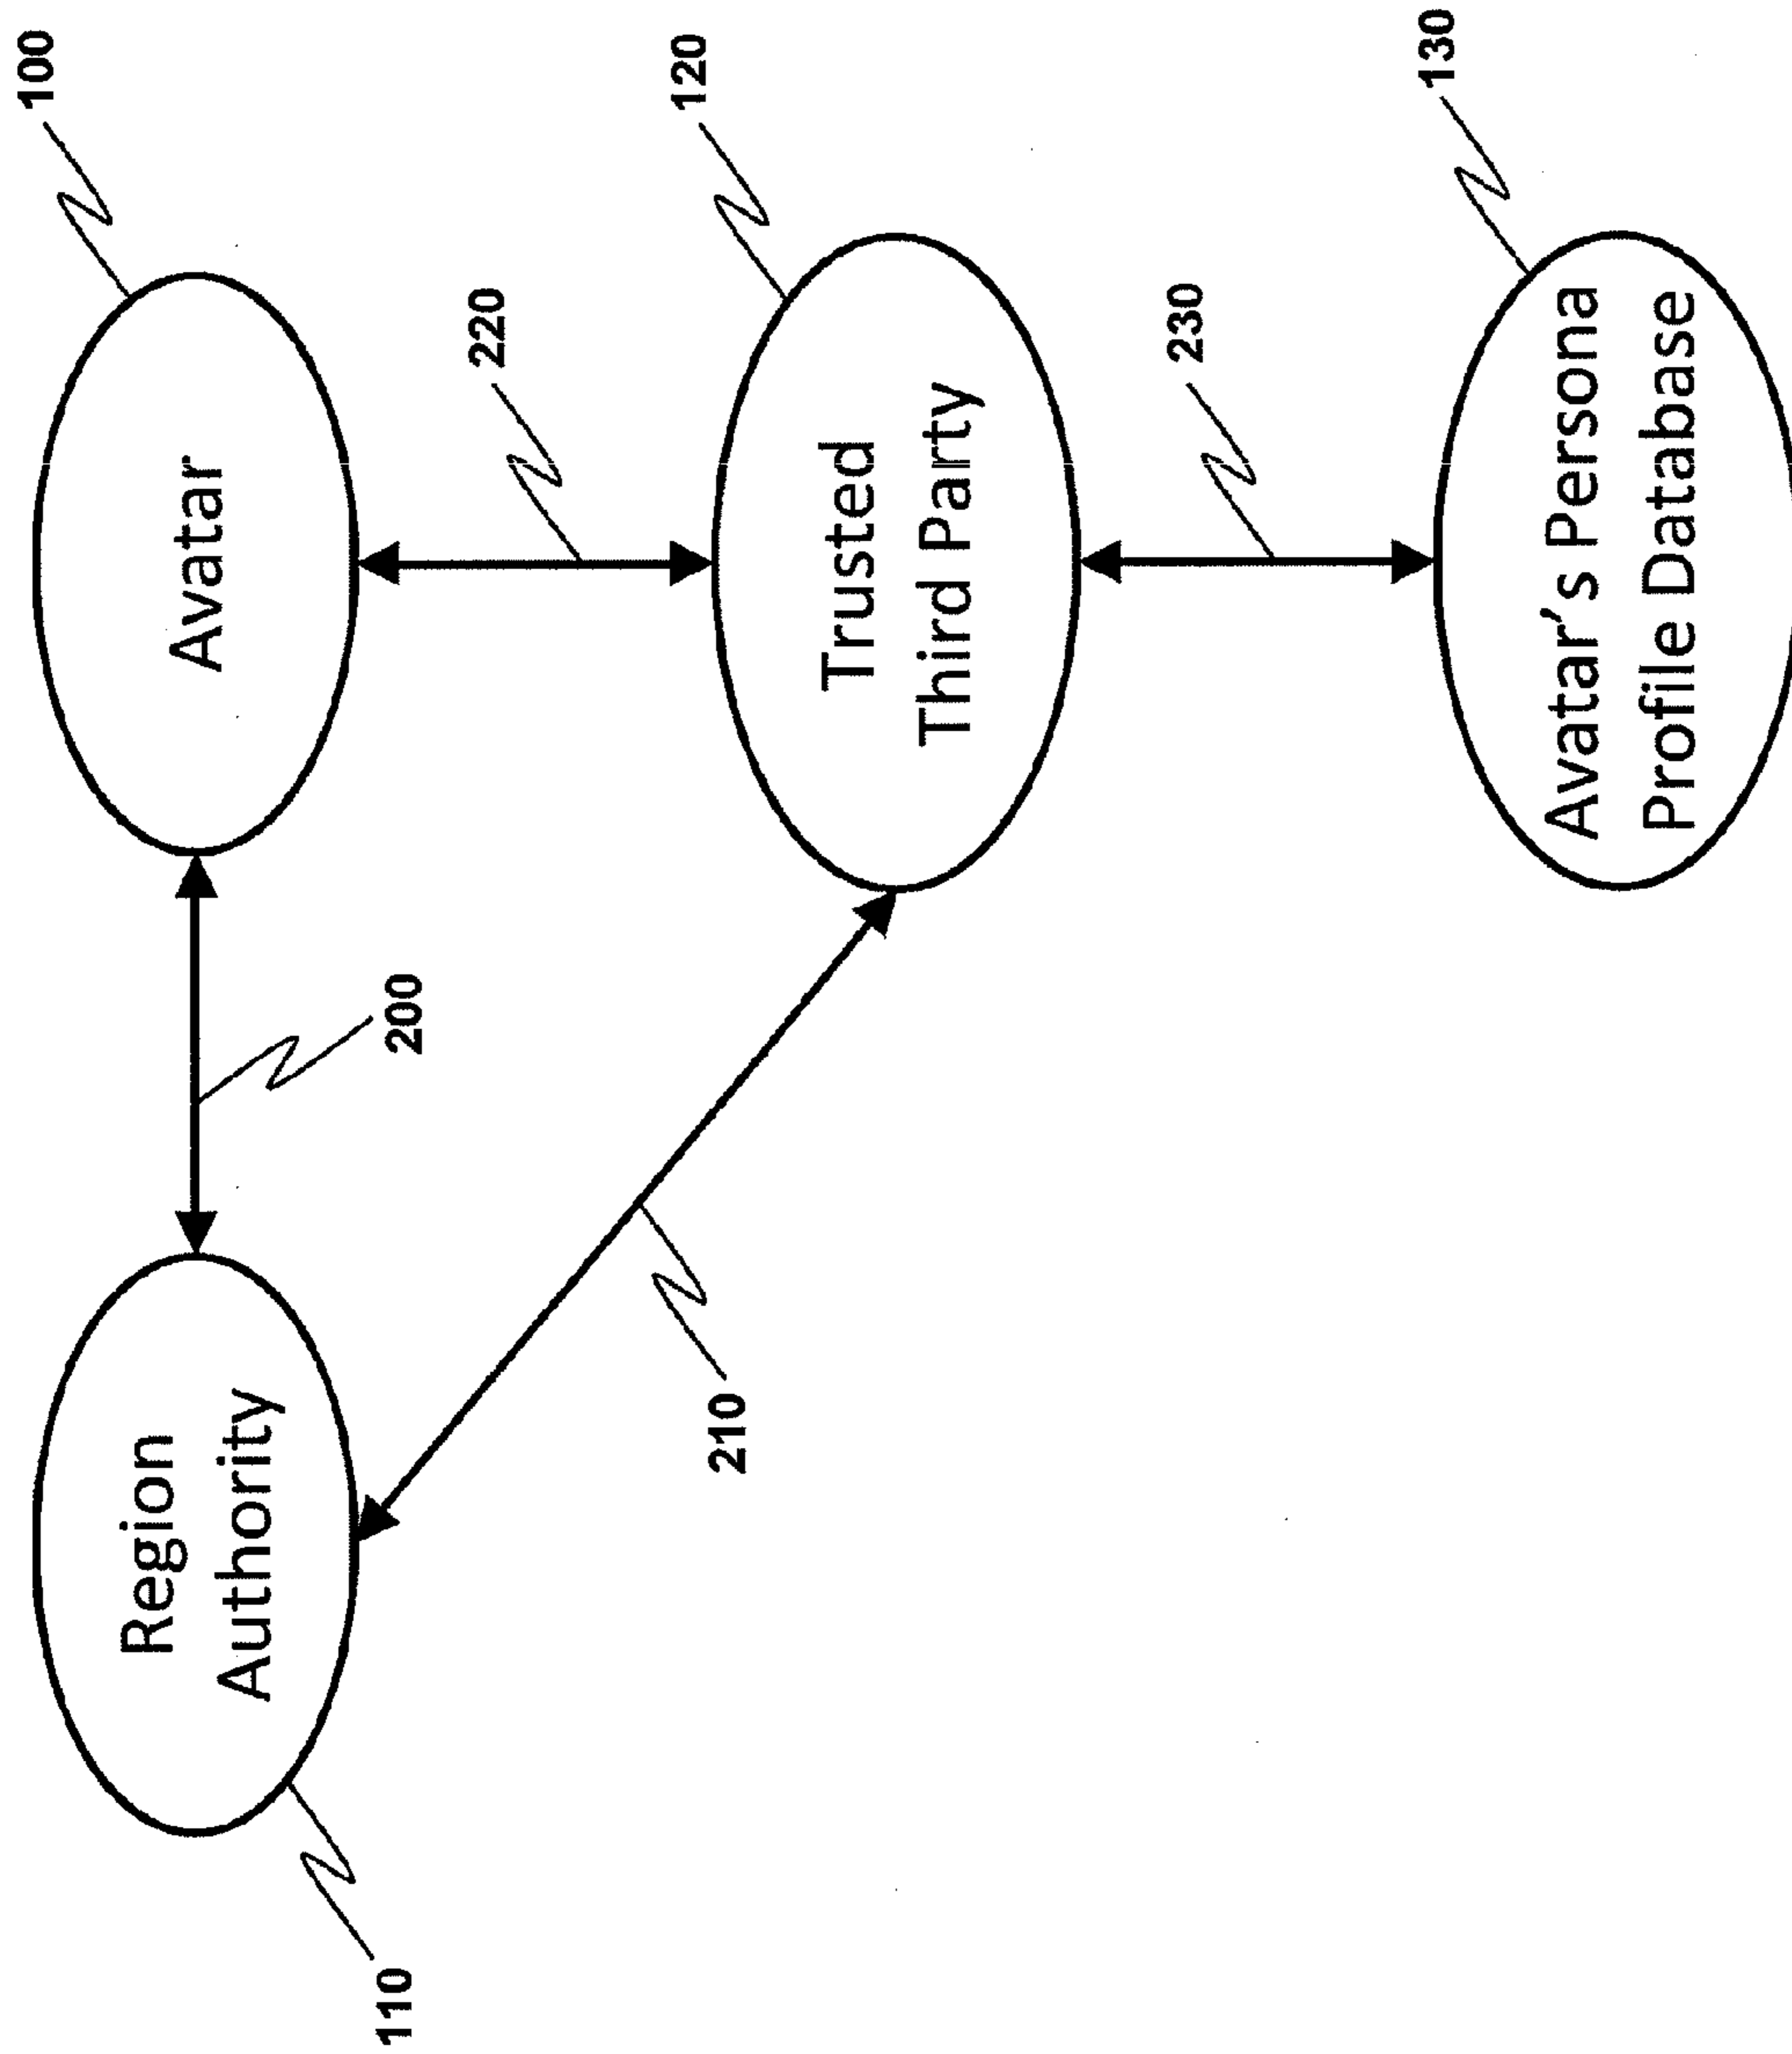 100
Avatar
220
120
Trusted
Third Party
230
130
Avatar's Persona
Profile Database
200
210
Region
Authority
110